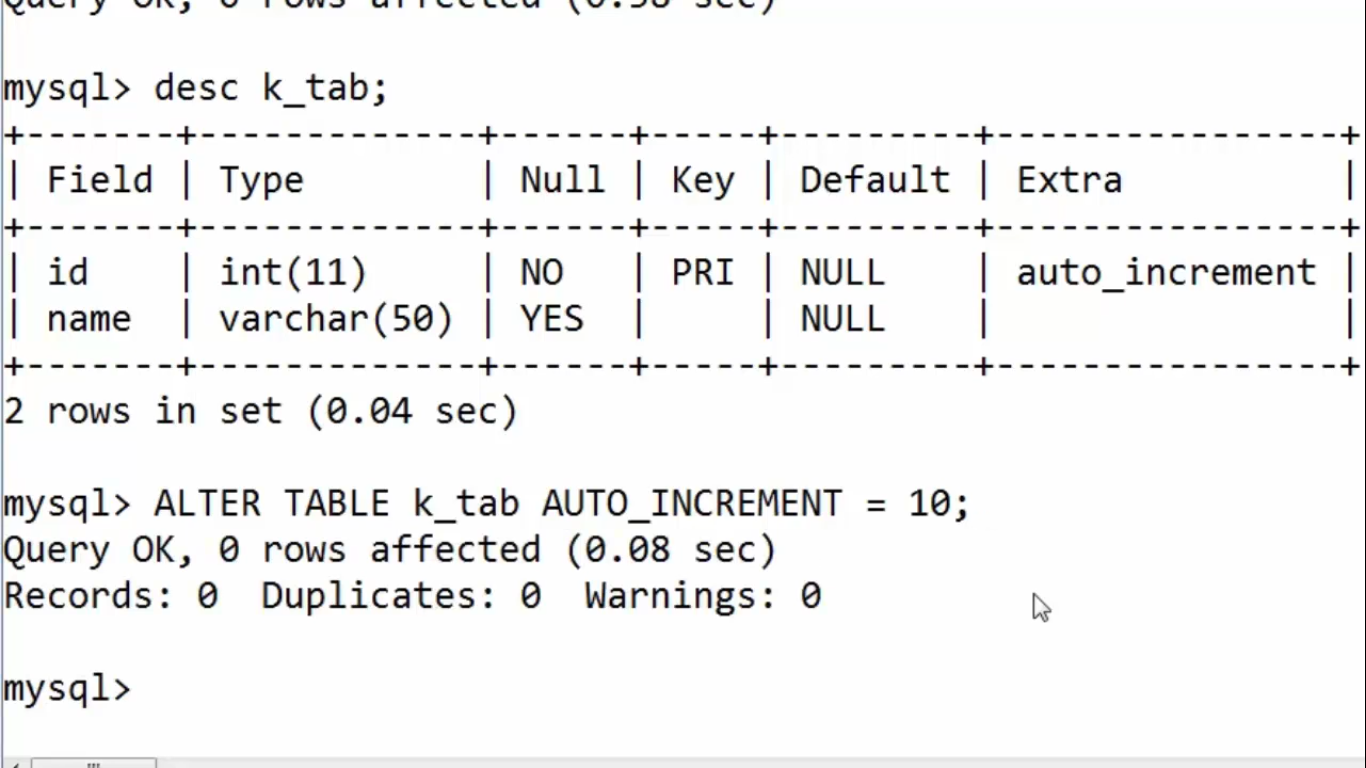 Query OK, 0 rows affected (0.38 sec)
mysql> desc k_tab;
+-------+-------------+------+-----+---------+----------------+
| Field | Type        | Null | Key | Default | Extra          |
+-------+-------------+------+-----+---------+----------------+
| id    | int(11)     | NO   | PRI | NULL    | auto_increment |
| name  | varchar(50) | YES  |     | NULL    |                |
+-------+-------------+------+-----+---------+----------------+
2 rows in set (0.04 sec)
mysql> ALTER TABLE k_tab AUTO_INCREMENT = 10;
Query OK, 0 rows affected (0.08 sec)
Records: 0  Duplicates: 0  Warnings: 0
mysql>